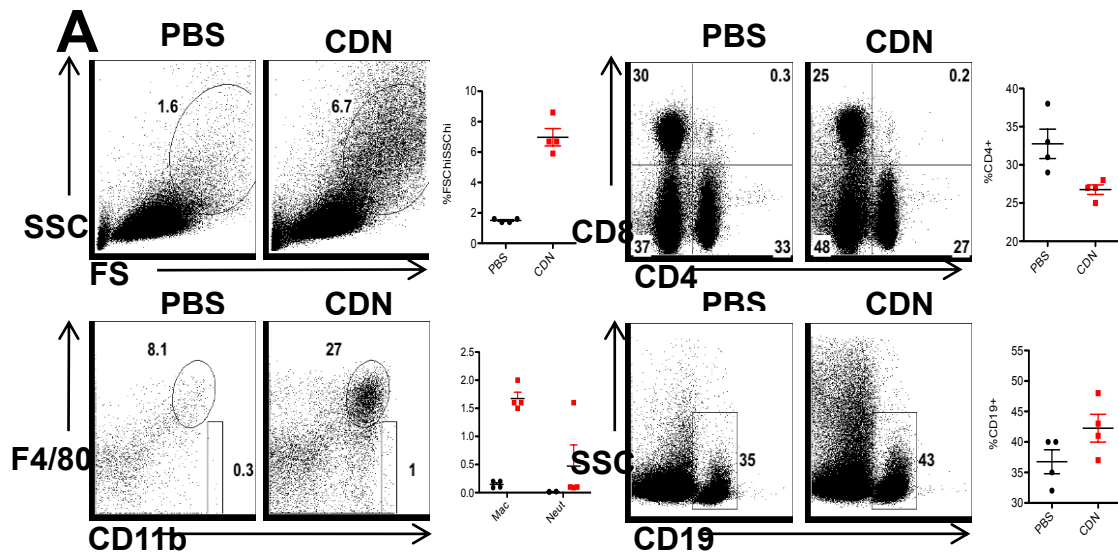 A
PBS
CDN
1.6
6.7
SSC
FS
%FSChiSSChi
10
8
6
4
2
0
PBS
CDN
PBS
CDN
30
0.3
37
33
25
0.2
48
27
CD8
CD4
%CD4+
40
35
30
25
20
PBS
CDN
PBS
CDN
8.1
0.3
27
1
F4/80
CD11b
2.5
2.0
1.5
1.0
0.5
0.0
Mac
Neut
PBS
CDN
35
43
SSC
CD19
%CD19+
55
50
45
40
35
30
PBS
CDN